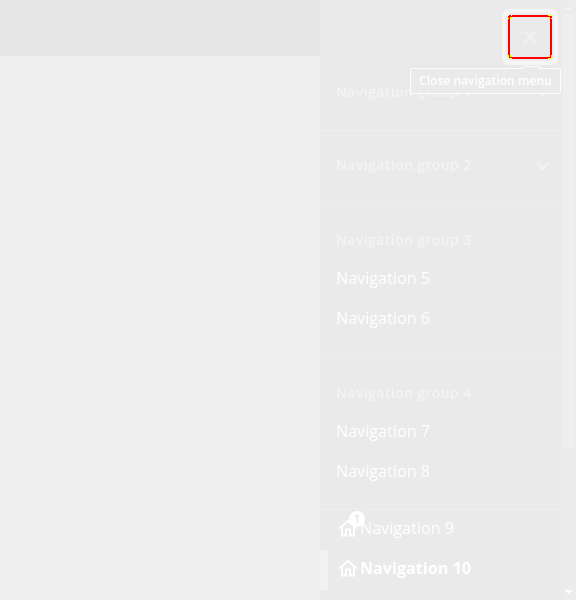 Close navigation menu
Navigation group 1
Navigation group 2
Navigation group 3
Navigation 5
Navigation 6
Navigation group 4
Navigation 7
Navigation 8
1
Navigation 9
Navigation 10